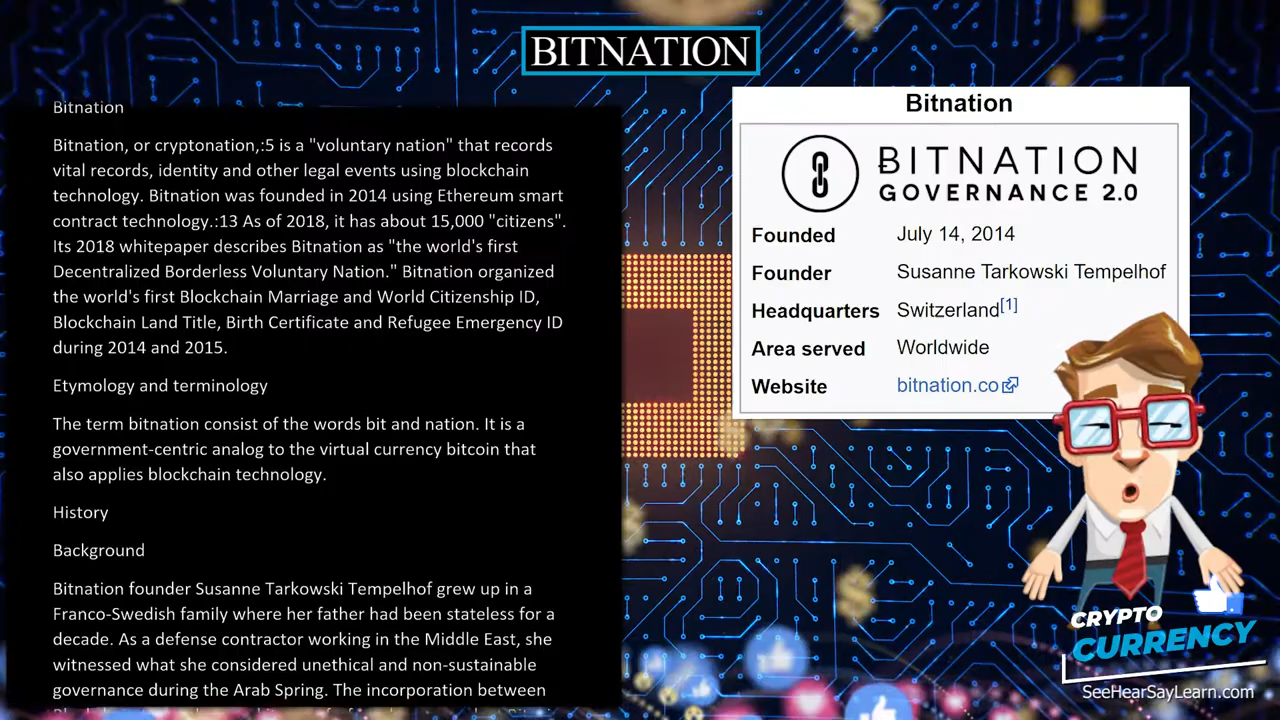 BITNATION
Bitnation
Bitnation, or cryptonation,:5 is a "voluntary nation" that records
vital records, identity and other legal events using blockchain
technology. Bitnation was founded in 2014 using Ethereum smart
contract technology.:13 As of 2018, it has about 15,000 "citizens".
Its 2018 whitepaper describes Bitnation as "the world's first
Decentralized Borderless Voluntary Nation." Bitnation organized
the world's first Blockchain Marriage and World Citizenship ID,
Blockchain Land Title, Birth Certificate and Refugee Emergency ID
during 2014 and 2015.
Etymology and terminology
The term bitnation consist of the words bit and nation. It is a
government-centric analog to the virtual currency bitcoin that
also applies blockchain technology.
History
Background
Bitnation founder Susanne Tarkowski Tempelhof grew up in a
Franco-Swedish family where her father had been stateless for a
decade. As a defense contractor working in the Middle East, she
witnessed what she considered unethical and non-sustainable
governance during the Arab Spring. The incorporation between
Bitnation
BITNATION
GOVERNANCE 2.0
Founded July 14, 2014
Founder Susanne Tarkowski Tempelhof
Headquarters Switzerland[1]
Area served Worldwide
Website bitnation.co
CRYPTO
CURRENCY
SeeHearSayLearn.com